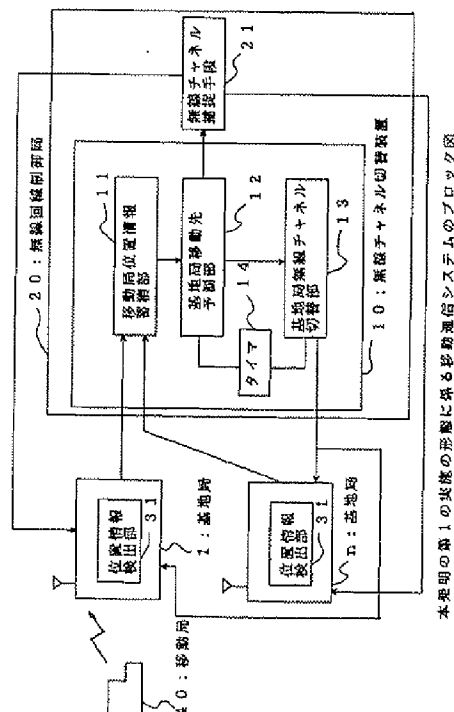 20：無線回線制御局
11
移動局位置情報
蓄積部
基地局移動先
予測部
12
14
タイマ
基地局無線チャネル
切替部
13
10：無線チャネル切替装置
無線チャネル
捕捉手段
21
位置情報
検出部
31
1：基地局
位置情報
検出部
31
n：基地局
40：移動局
本発明の第1の実施の形態に係る移動通信システムのブロック図